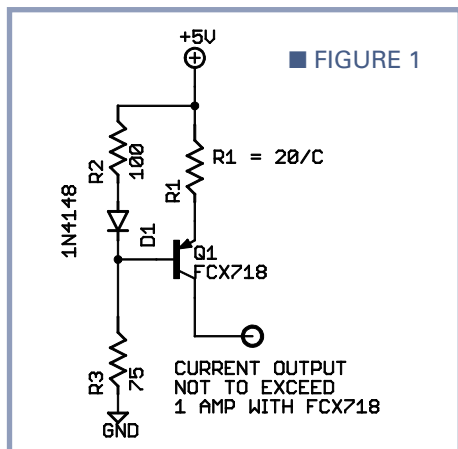 +5V
■ FIGURE 1
R2
100
R1
R1 = 20/C
1N4148
D1
Q1
FCX718
R3
75
GND
CURRENT OUTPUT
NOT TO EXCEED
1 AMP WITH FCX718